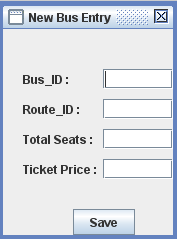 New Bus Entry
Bus_ID :
Route_ID :
Total Seats :
Ticket Price :
Save